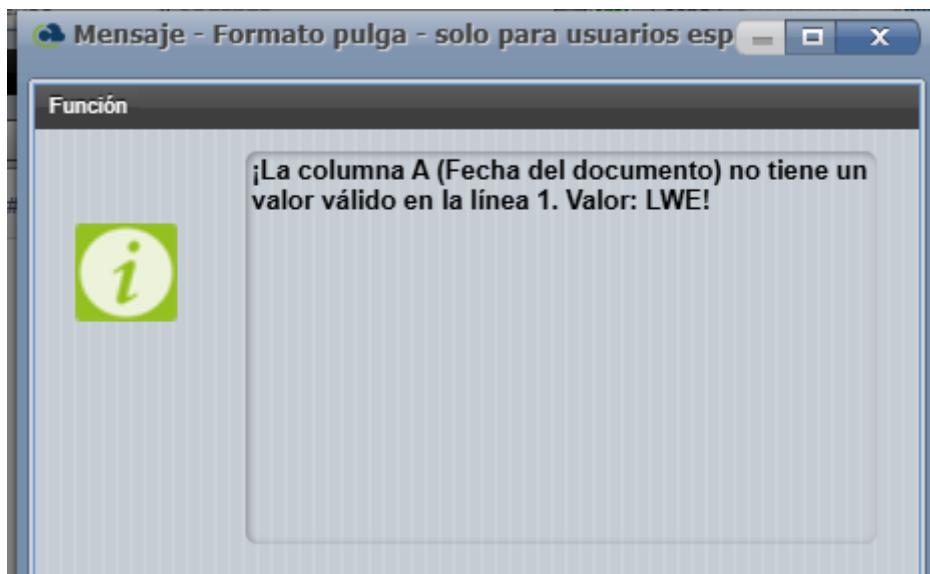 Mensaje - Formato pulga - solo para usuarios esp
Función
¡La columna A (Fecha del documento) no tiene un
valor válido en la línea 1. Valor: LWE!